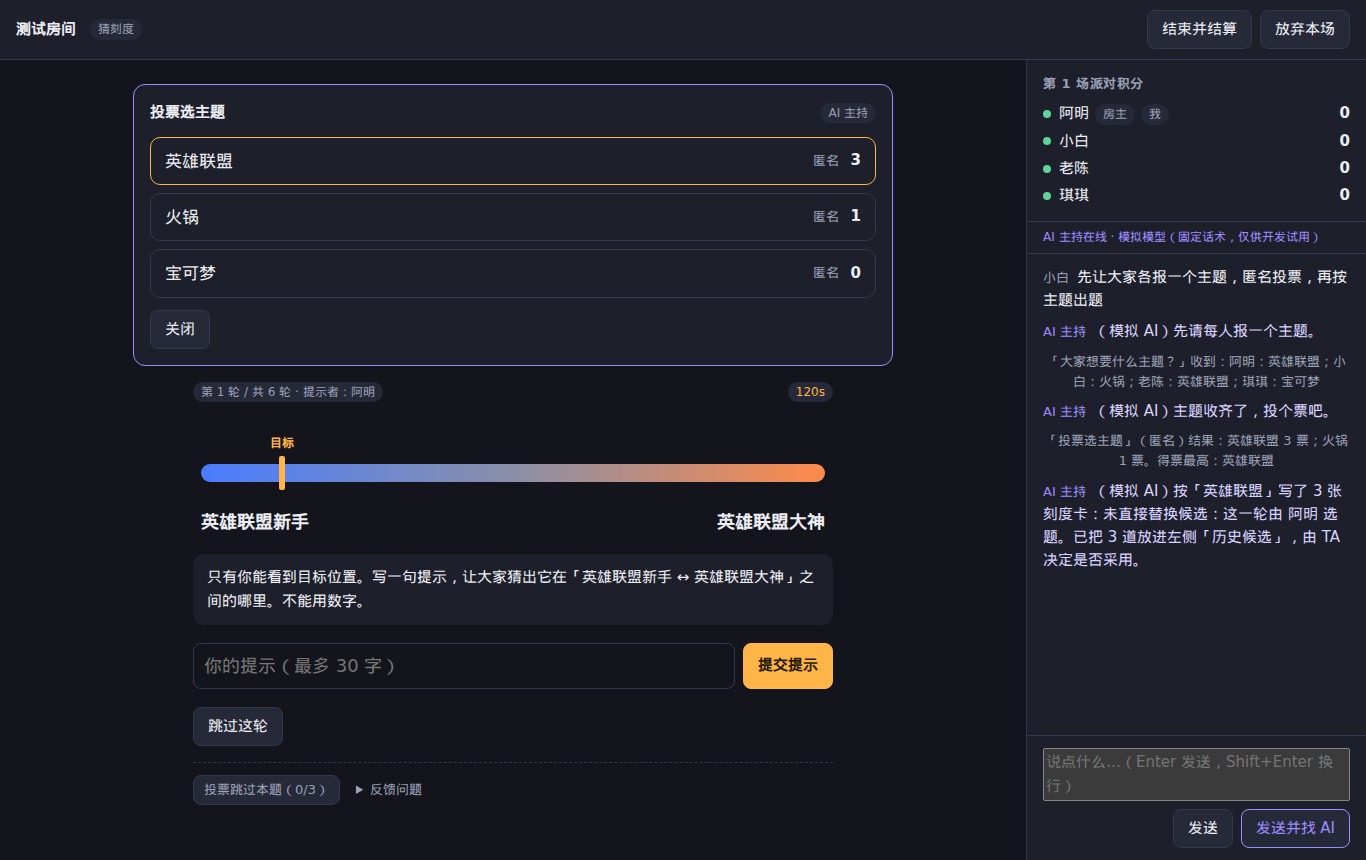 测试房间 猜刻度
结束并结算 放弃本场
投票选主题 AI 主持
英雄联盟 匿名 3
火锅 匿名 1
宝可梦 匿名 0
关闭
第 1 轮 / 共 6 轮 · 提示者：阿明 120s
目标
英雄联盟新手 英雄联盟大神
只有你能看到目标位置。写一句提示，让大家猜出它在「英雄联盟新手 ↔ 英雄联盟大神」之
间的哪里。不能用数字。
你的提示（最多 30 字） 提交提示
跳过这轮
投票跳过本题（0/3） ▶ 反馈问题
第 1 场派对积分
阿明 房主 我 0
小白 0
老陈 0
琪琪 0
AI 主持在线 · 模拟模型（固定话术，仅供开发试用）
小白 先让大家各报一个主题，匿名投票，再按
主题出题
AI 主持 （模拟 AI）先请每人报一个主题。
「大家想要什么主题？」收到：阿明：英雄联盟；小
白：火锅；老陈：英雄联盟；琪琪：宝可梦
AI 主持 （模拟 AI）主题收齐了，投个票吧。
「投票选主题」（匿名）结果：英雄联盟 3 票；火锅
1 票。得票最高：英雄联盟
AI 主持 （模拟 AI）按「英雄联盟」写了 3 张
刻度卡：未直接替换候选：这一轮由 阿明 选
题。已把 3 道放进左侧「历史候选」，由 TA
决定是否采用。
说点什么…（Enter 发送，Shift+Enter 换
行）
发送 发送并找 AI